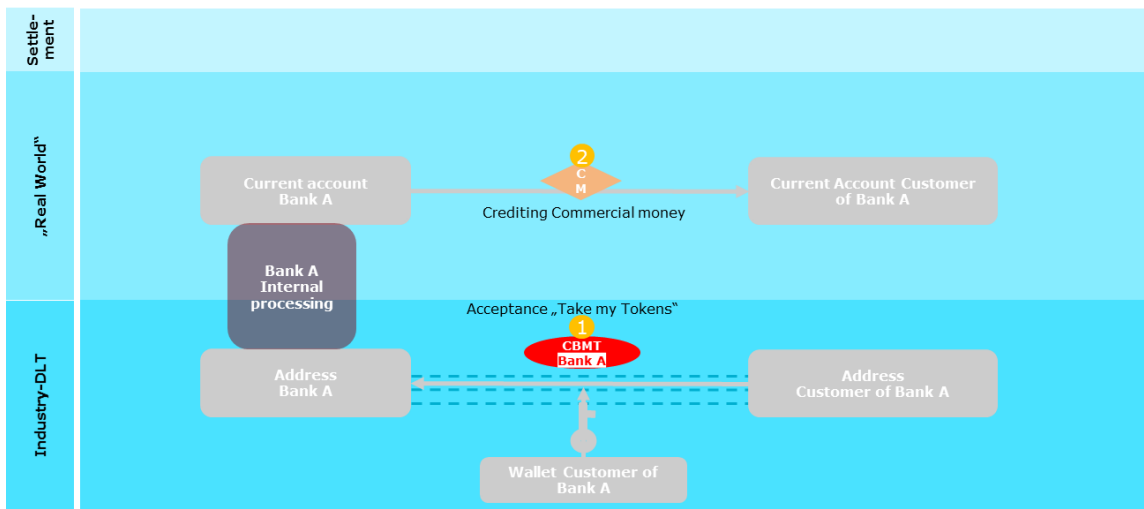 Settle-
ment
„Real World“
Industry-DLT
2
C
M
Current account
Bank A
Current Account Customer
of Bank A
Crediting Commercial money
Bank A
Internal
processing
Acceptance „Take my Tokens“
1
CBMT
Bank A
Address
Bank A
Address
Customer of Bank A
Wallet Customer of
Bank A